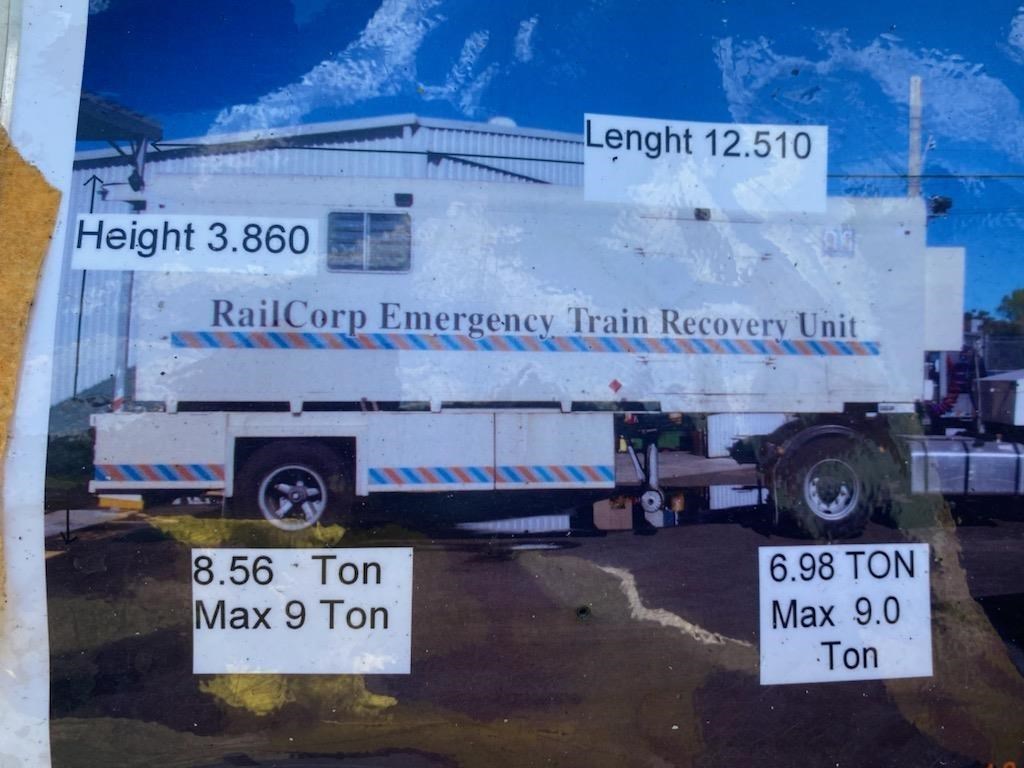 Lenght 12.510
Height 3.860
RailCorp Emergency Train Recovery Unit
8.56 Ton
Max 9 Ton
6.98 TON
Max 9.0
Ton